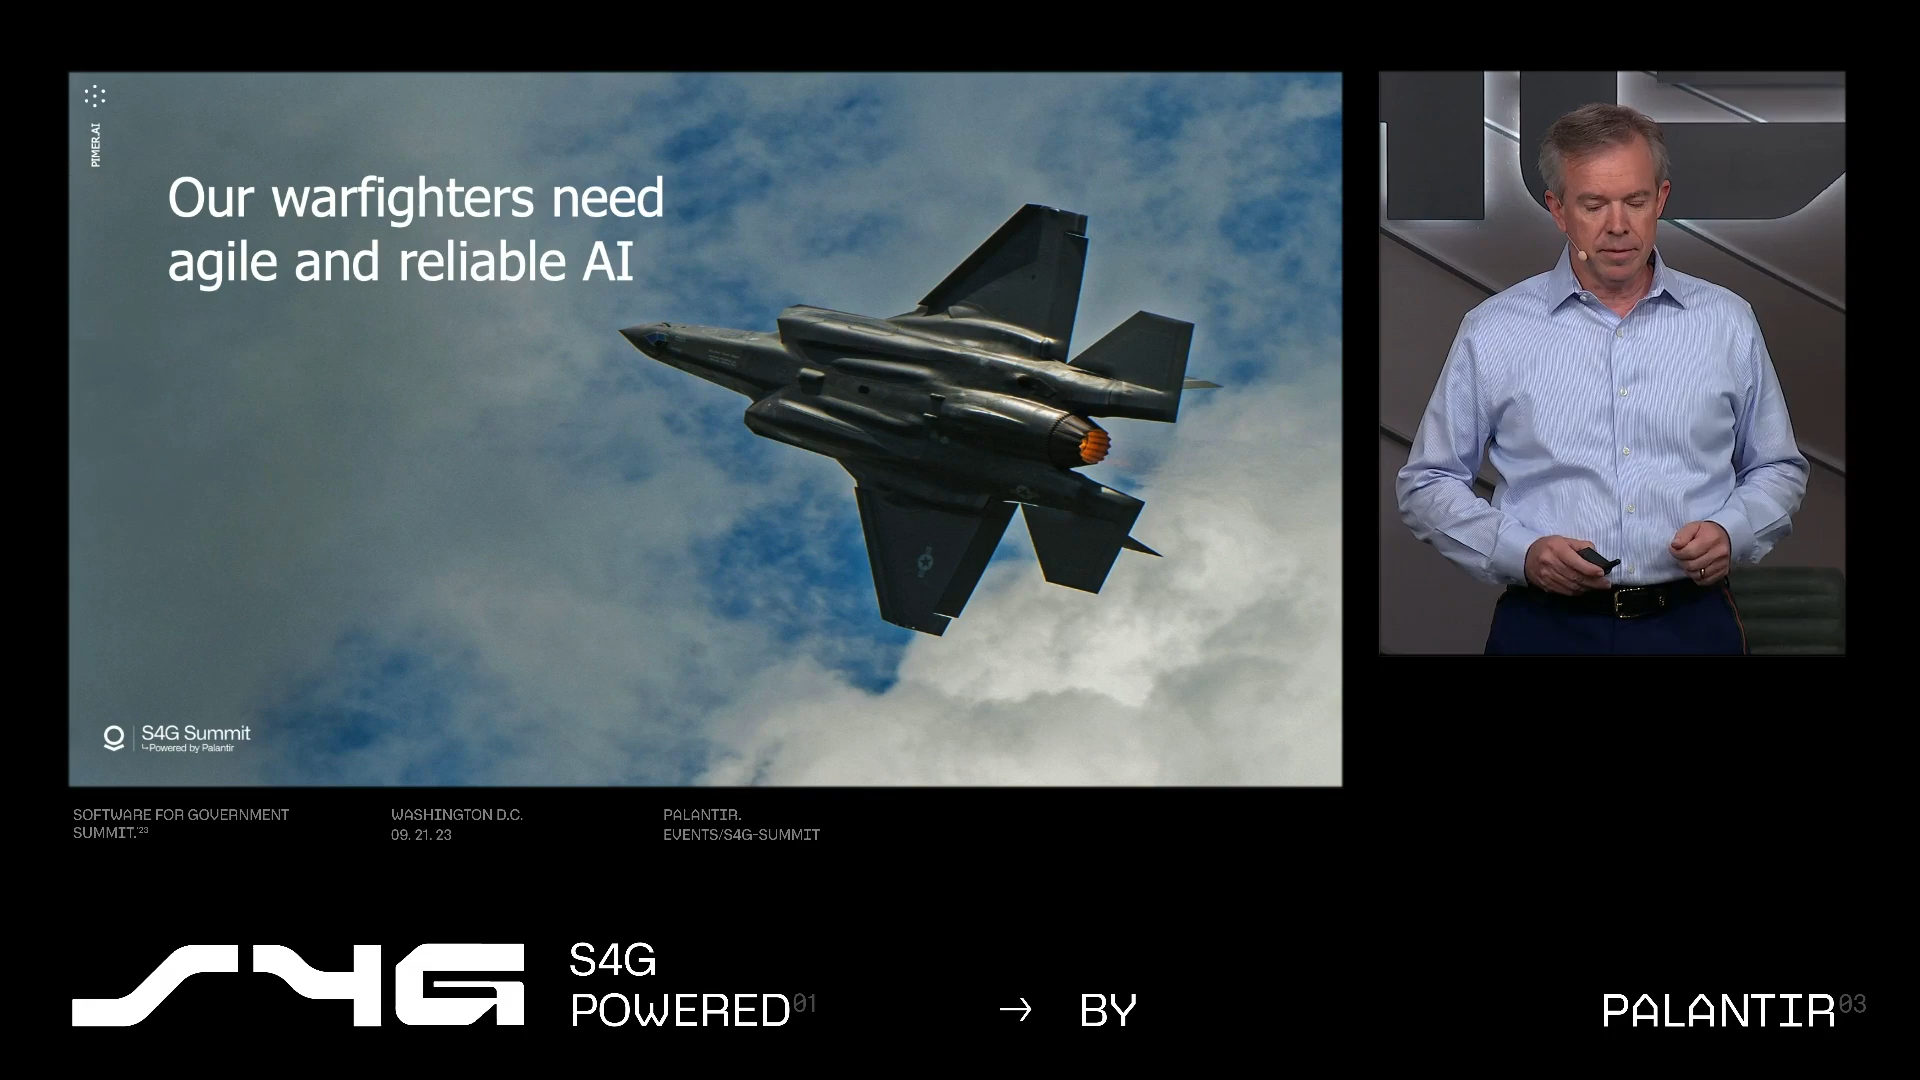 PIMER.AI
Our warfighters need
agile and reliable AI
S4G Summit
↳Powered by Palantir
SOFTWARE FOR GOVERNMENT
SUMMIT.'23
WASHINGTON D.C.
09. 21. 23
PALANTIR.
EVENTS/S4G-SUMMIT
S4G
S4G
POWERED01 → BY PALANTIR03